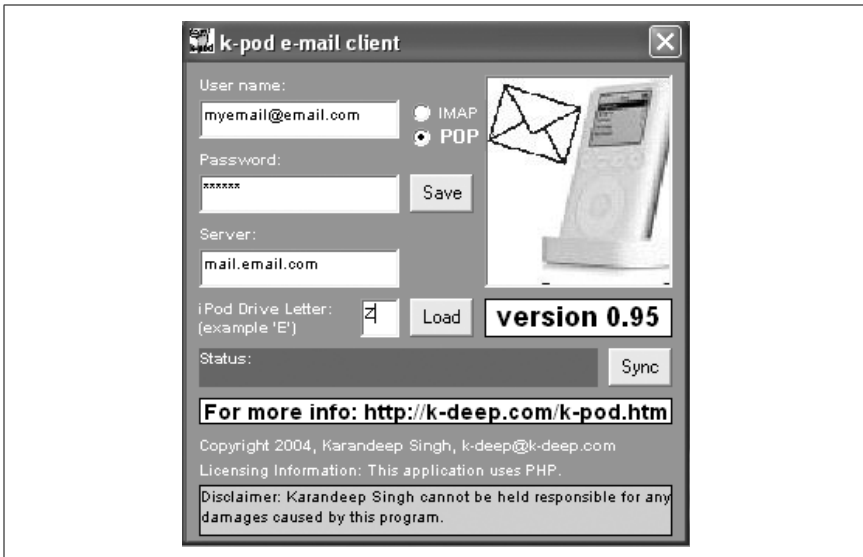 k-pod e-mail client
User name:
myemail@email.com
IMAP
POP
Password:
******
Save
Server:
mail.email.com
iPod Drive Letter:
(example 'E')
z
Load
version 0.95
Status:
Sync
For more info: http://k-deep.com/k-pod.htm
Copyright 2004, Karandeep Singh, k-deep@k-deep.com
Licensing Information: This application uses PHP.
Disclaimer: Karandeep Singh cannot be held responsible for any
damages caused by this program.